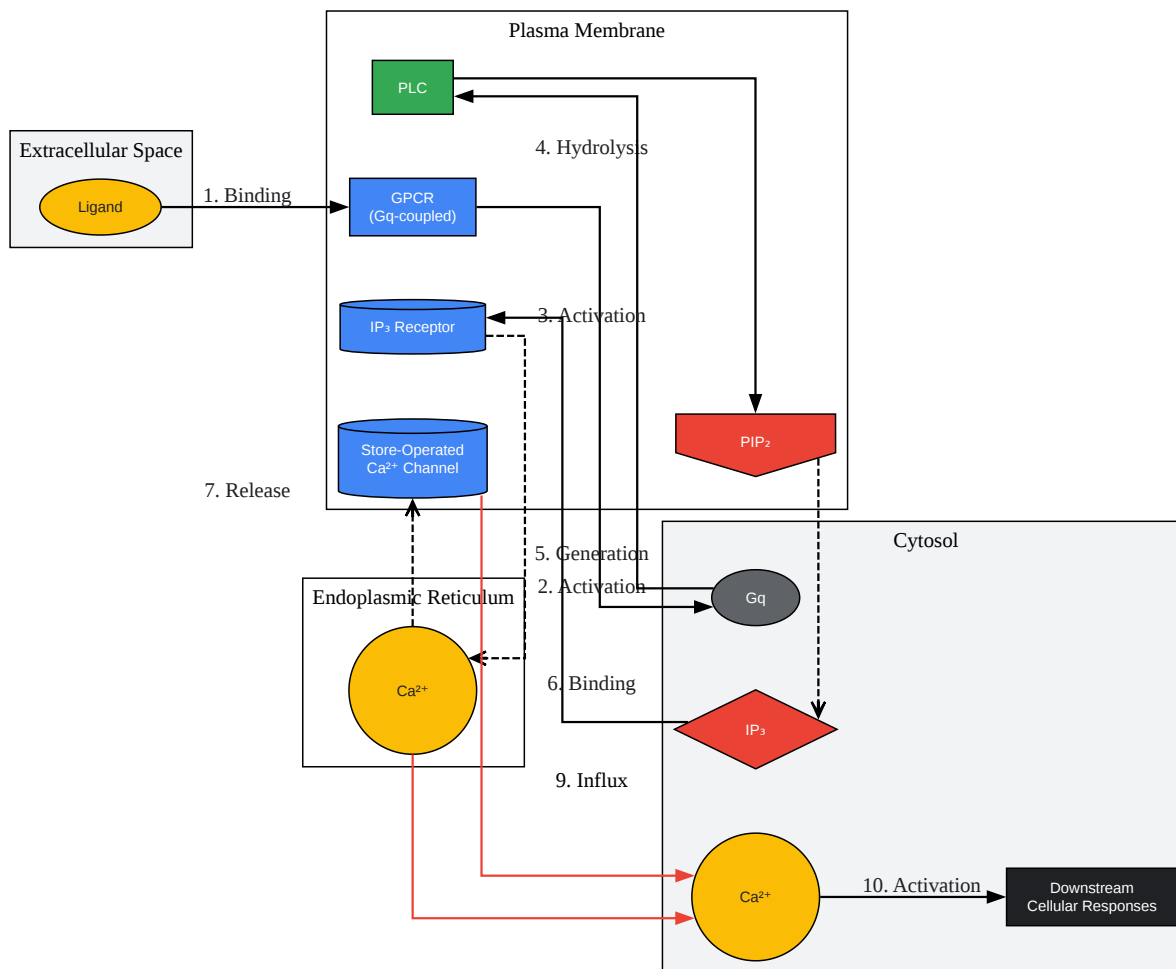 Plasma Membrane
PLC
4. Hydrolysis
Extracellular Space
Ligand
1. Binding
GPCR
(Gq-coupled)
IP₃ Receptor
3. Activation
Store-Operated
Ca²⁺ Channel
PIP₂
7. Release
Cytosol
5. Generation
2. Activation
Gq
Endoplasmic Reticulum
Ca²⁺
6. Binding
IP₃
9. Influx
Ca²⁺
10. Activation
Downstream
Cellular Responses